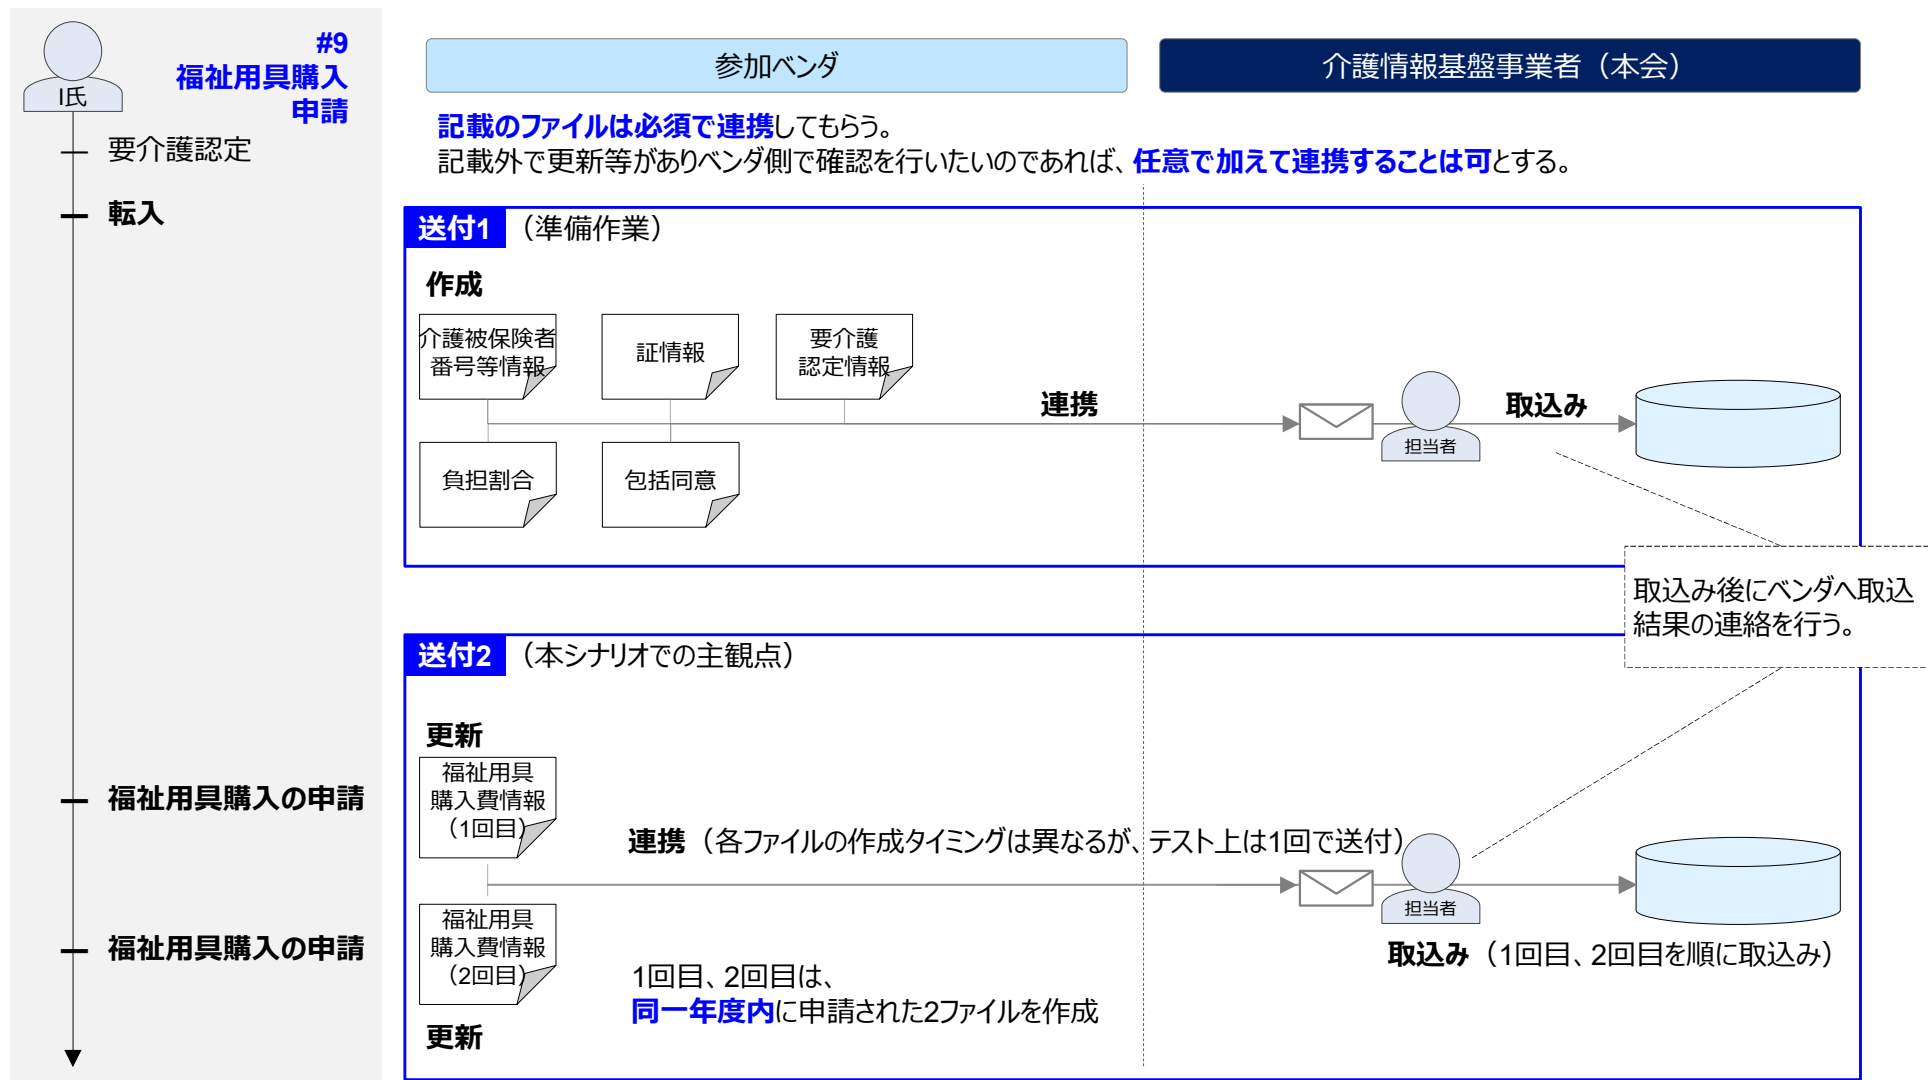 #9
福祉用具購入
申請
I氏
要介護認定
転入
福祉用具購入の申請
福祉用具購入の申請
参加ベンダ
介護情報基盤事業者（本会）
記載のファイルは必須で連携してもらう。
記載外で更新等がありベンダ側で確認を行いたいのであれば、任意で加えて連携することは可とする。
送付1 （準備作業）
作成
介護被保険者
番号等情報
証情報
要介護
認定情報
連携
担当者
取込み
負担割合
包括同意
取込み後にベンダへ取込
結果の連絡を行う。
送付2 （本シナリオでの主観点）
更新
福祉用具
購入費情報
（1回目）
連携（各ファイルの作成タイミングは異なるが、テスト上は1回で送付）
担当者
福祉用具
購入費情報
（2回目）
取込み（1回目、2回目を順に取込み）
1回目、2回目は、
同一年度内に申請された2ファイルを作成
更新